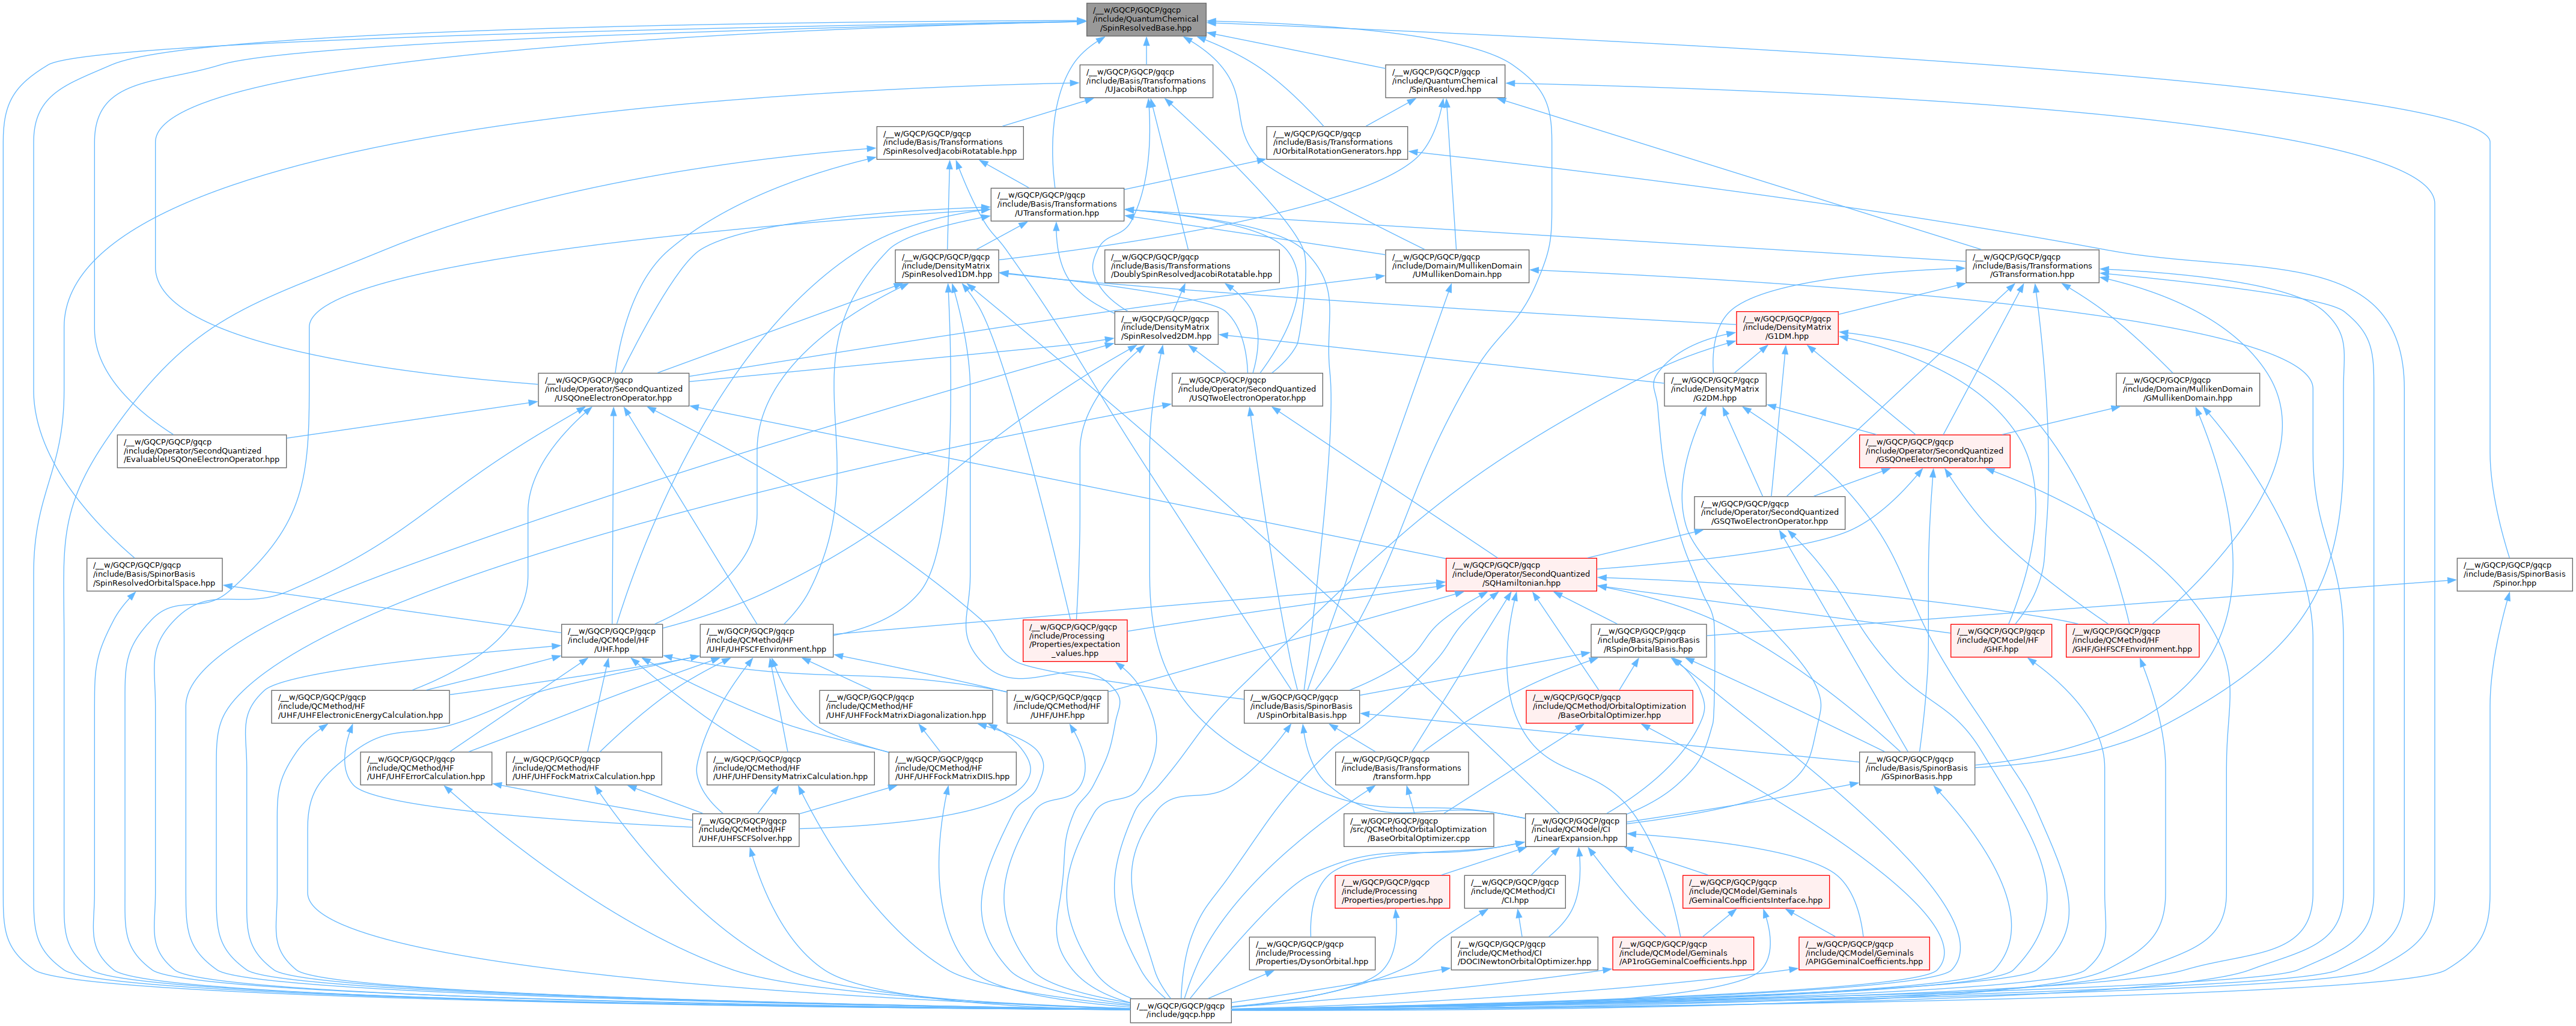 /__w/GQCP/GQCP/gqcp
/include/QuantumChemical
/SpinResolvedBase.hpp
/__w/GQCP/GQCP/gqcp
/include/Basis/Transformations
/UJacobiRotation.hpp
/__w/GQCP/GQCP/gqcp
/include/QuantumChemical
/SpinResolved.hpp
/__w/GQCP/GQCP/gqcp
/include/Basis/Transformations
/SpinResolvedJacobiRotatable.hpp
/__w/GQCP/GQCP/gqcp
/include/Basis/Transformations
/UOrbitalRotationGenerators.hpp
/__w/GQCP/GQCP/gqcp
/include/Basis/Transformations
/UTransformation.hpp
/__w/GQCP/GQCP/gqcp
/include/DensityMatrix
/SpinResolved1DM.hpp
/__w/GQCP/GQCP/gqcp
/include/Basis/Transformations
/DoublySpinResolvedJacobiRotatable.hpp
/__w/GQCP/GQCP/gqcp
/include/Domain/MullikenDomain
/UMullikenDomain.hpp
/__w/GQCP/GQCP/gqcp
/include/Basis/Transformations
/GTransformation.hpp
/__w/GQCP/GQCP/gqcp
/include/DensityMatrix
/SpinResolved2DM.hpp
/__w/GQCP/GQCP/gqcp
/include/DensityMatrix
/G1DM.hpp
/__w/GQCP/GQCP/gqcp
/include/Operator/SecondQuantized
/USQOneElectronOperator.hpp
/__w/GQCP/GQCP/gqcp
/include/Operator/SecondQuantized
/USQTwoElectronOperator.hpp
/__w/GQCP/GQCP/gqcp
/include/DensityMatrix
/G2DM.hpp
/__w/GQCP/GQCP/gqcp
/include/Domain/MullikenDomain
/GMullikenDomain.hpp
/__w/GQCP/GQCP/gqcp
/include/Operator/SecondQuantized
/EvaluableUSQOneElectronOperator.hpp
/__w/GQCP/GQCP/gqcp
/include/Operator/SecondQuantized
/GSQOneElectronOperator.hpp
/__w/GQCP/GQCP/gqcp
/include/Operator/SecondQuantized
/GSQTwoElectronOperator.hpp
/__w/GQCP/GQCP/gqcp
/include/Basis/SpinorBasis
/SpinResolvedOrbitalSpace.hpp
/__w/GQCP/GQCP/gqcp
/include/Operator/SecondQuantized
/SQHamiltonian.hpp
/__w/GQCP/GQCP/gqcp
/include/Basis/SpinorBasis
/Spinor.hpp
/__w/GQCP/GQCP/gqcp
/include/QCModel/HF
/UHF.hpp
/__w/GQCP/GQCP/gqcp
/include/QCMethod/HF
/UHF/UHFSCFEnvironment.hpp
/__w/GQCP/GQCP/gqcp
/include/Processing
/Properties/expectation
_values.hpp
/__w/GQCP/GQCP/gqcp
/include/Basis/SpinorBasis
/RSpinOrbitalBasis.hpp
/__w/GQCP/GQCP/gqcp
/include/QCModel/HF
/GHF.hpp
/__w/GQCP/GQCP/gqcp
/include/QCMethod/HF
/GHF/GHFSCFEnvironment.hpp
/__w/GQCP/GQCP/gqcp
/include/QCMethod/HF
/UHF/UHFElectronicEnergyCalculation.hpp
/__w/GQCP/GQCP/gqcp
/include/QCMethod/HF
/UHF/UHFFockMatrixDiagonalization.hpp
/__w/GQCP/GQCP/gqcp
/include/QCMethod/HF
/UHF/UHF.hpp
/__w/GQCP/GQCP/gqcp
/include/Basis/SpinorBasis
/USpinOrbitalBasis.hpp
/__w/GQCP/GQCP/gqcp
/include/QCMethod/OrbitalOptimization
/BaseOrbitalOptimizer.hpp
/__w/GQCP/GQCP/gqcp
/include/QCMethod/HF
/UHF/UHFErrorCalculation.hpp
/__w/GQCP/GQCP/gqcp
/include/QCMethod/HF
/UHF/UHFFockMatrixCalculation.hpp
/__w/GQCP/GQCP/gqcp
/include/QCMethod/HF
/UHF/UHFDensityMatrixCalculation.hpp
/__w/GQCP/GQCP/gqcp
/include/QCMethod/HF
/UHF/UHFFockMatrixDIIS.hpp
/__w/GQCP/GQCP/gqcp
/include/Basis/Transformations
/transform.hpp
/__w/GQCP/GQCP/gqcp
/include/Basis/SpinorBasis
/GSpinorBasis.hpp
/__w/GQCP/GQCP/gqcp
/include/QCMethod/HF
/UHF/UHFSCFSolver.hpp
/__w/GQCP/GQCP/gqcp
/src/QCMethod/OrbitalOptimization
/BaseOrbitalOptimizer.cpp
/__w/GQCP/GQCP/gqcp
/include/QCModel/CI
/LinearExpansion.hpp
/__w/GQCP/GQCP/gqcp
/include/Processing
/Properties/properties.hpp
/__w/GQCP/GQCP/gqcp
/include/QCMethod/CI
/CI.hpp
/__w/GQCP/GQCP/gqcp
/include/QCModel/Geminals
/GeminalCoefficientsInterface.hpp
/__w/GQCP/GQCP/gqcp
/include/Processing
/Properties/DysonOrbital.hpp
/__w/GQCP/GQCP/gqcp
/include/QCMethod/CI
/DOCINewtonOrbitalOptimizer.hpp
/__w/GQCP/GQCP/gqcp
/include/QCModel/Geminals
/AP1roGGeminalCoefficients.hpp
/__w/GQCP/GQCP/gqcp
/include/QCModel/Geminals
/APIGGeminalCoefficients.hpp
/__w/GQCP/GQCP/gqcp
/include/gqcp.hpp